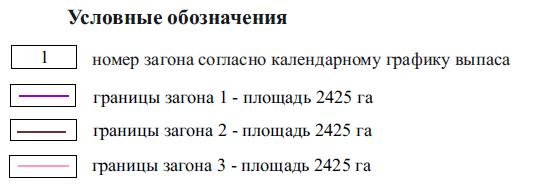 Условные обозначения
1 номер загона согласно календарному графику выпаса
границы загона 1 - площадь 2425 га
границы загона 2 - площадь 2425 га
границы загона 3 - площадь 2425 га